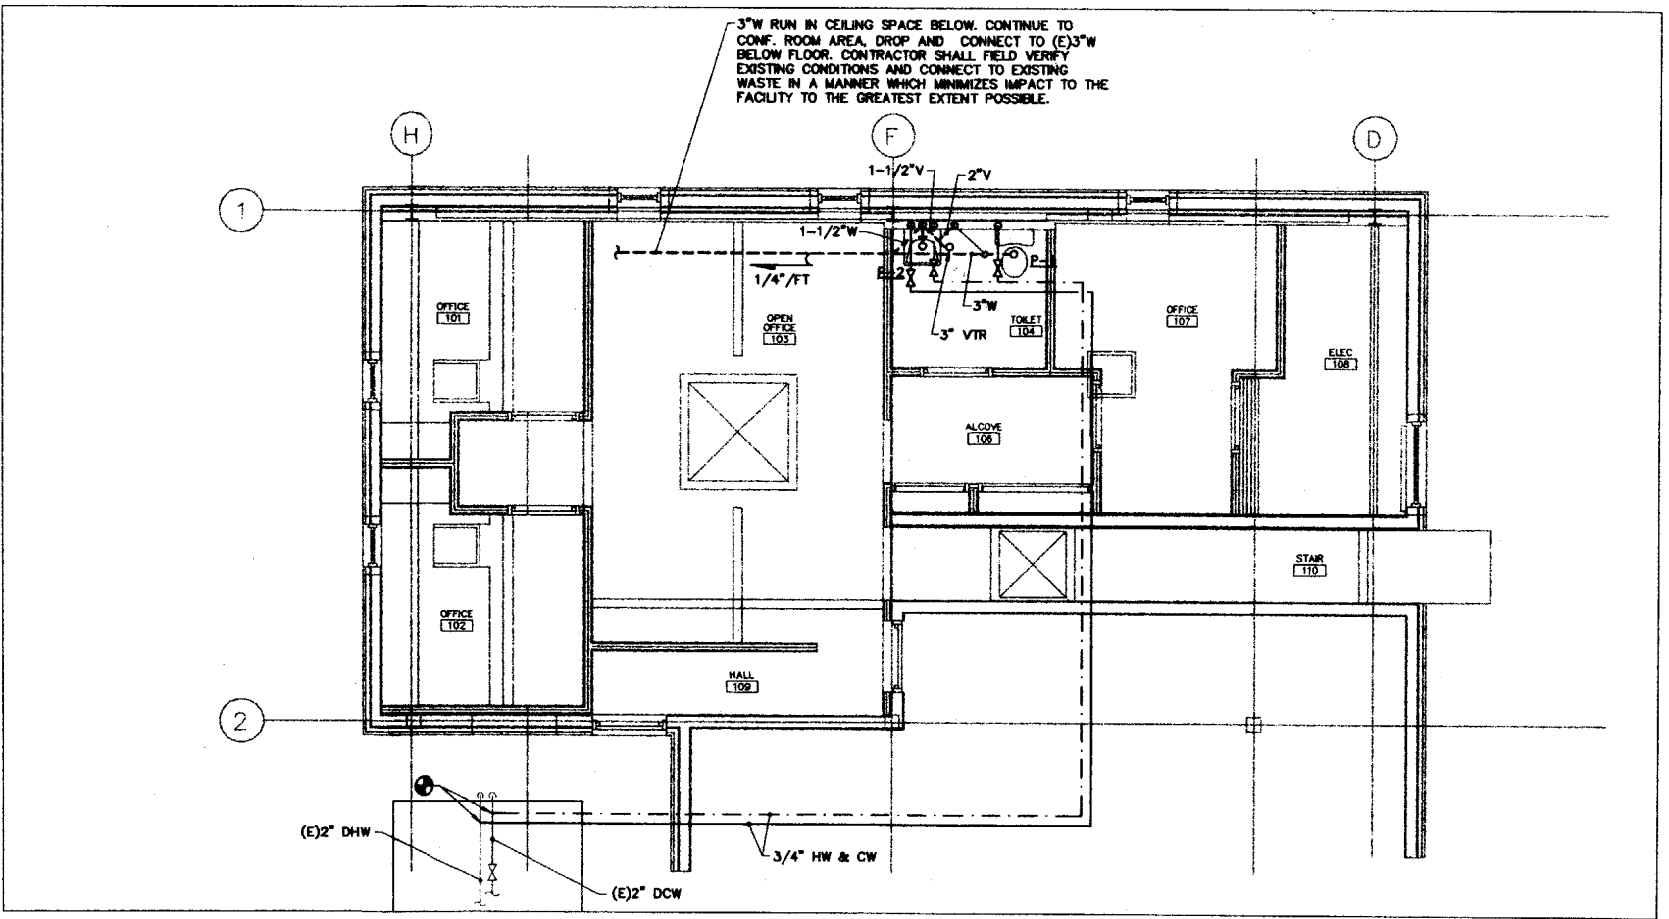 3"W RUN IN CEILING SPACE BELOW. CONTINUE TO
CONF. ROOM AREA, DROP AND CONNECT TO (E)3"W
BELOW FLOOR. CONTRACTOR SHALL FIELD VERIFY
EXISTING CONDITIONS AND CONNECT TO EXISTING
WASTE IN A MANNER WHICH MINIMIZES IMPACT TO THE
FACILITY TO THE GREATEST EXTENT POSSIBLE.
H
F
D
1
1-1/2"V
2"V
1-1/2"W
P-2
1/4"/FT
3"W
3" VTR
OFFICE
101
OPEN
OFFICE
103
TOILET
104
OFFICE
107
ELEC
108
ALCOVE
106
STAIR
110
OFFICE
102
HALL
109
2
(E)2" DHW
3/4" HW & CW
(E)2" DCW